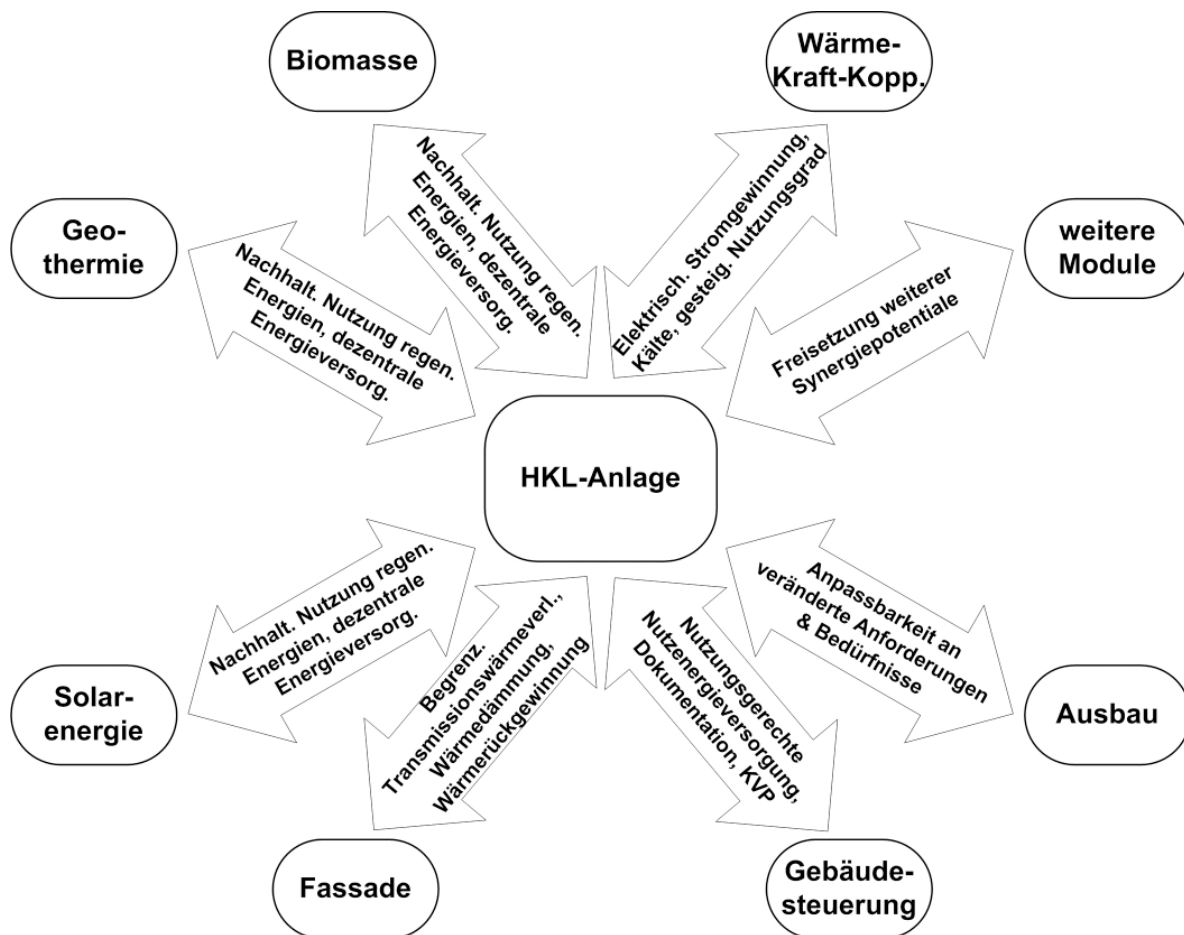 Biomasse
Wärme-
Kraft-Kopp.
Geo-
thermie
weitere
Module
Nachhalt. Nutzung regen.
Energien, dezentrale
Energieversorg.
Nachhalt. Nutzung regen.
Energien, dezentrale
Energieversorg.
Elektrisch. Stromgewinnung,
Kälte, gesteig. Nutzungsgrad
Freisetzung weiterer
Synergiepotentiale
HKL-Anlage
Nachhalt. Nutzung regen.
Energien, dezentrale
Energieversorg.
Begrenz.
Transmissionswärmeverl.,
Wärmedämmung,
Wärmerückgewinnung
Nutzungsgerechte
Nutzenergieversorgung,
Dokumentation, KVP
Anpassbarkeit an
veränderte Anforderungen
& Bedürfnisse
Solar-
energie
Ausbau
Fassade
Gebäude-
steuerung